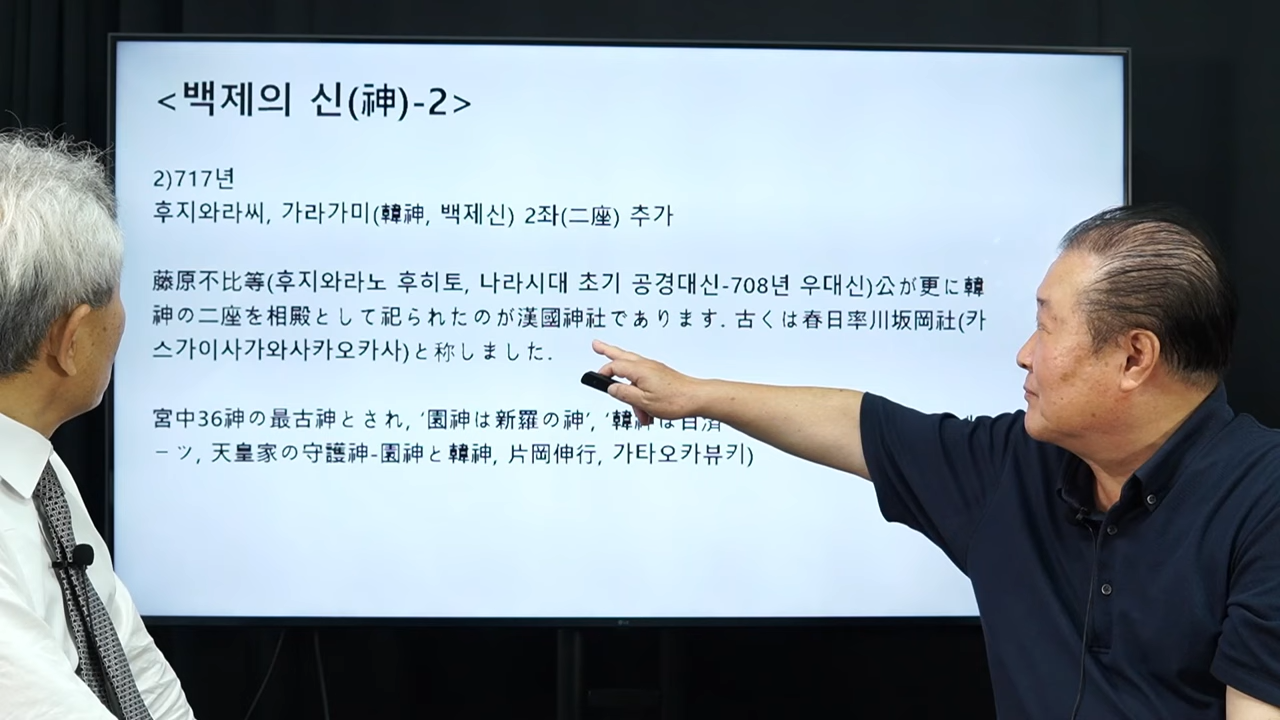 <백제의 신(神)-2>
2)717년
후지와라씨, 가라가미(韓神, 백제신) 2좌(二座) 추가
藤原不比等(후지와라노 후히토, 나라시대 초기 공경대신-708년 우대신)公が更に韓
神の二座を相殿として祀られたのが漢國神社であります. 古くは春日率川坂岡社(카
스가이사가와사카오카사)と称しました.
宮中36神の最古神とされ, ‘園神は新羅の神’, ‘韓神は百済
ーツ, 天皇家の守護神-園神と韓神, 片岡伸行, 가타오카뷰키)
LG